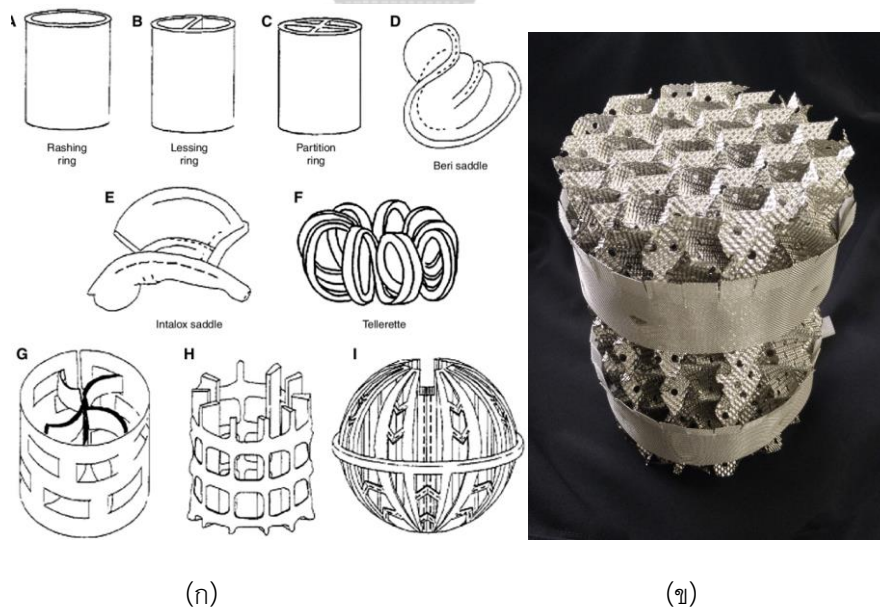 A B C D
Rashing
ring
Lessing
ring
Partition
ring
Beri saddle
E F
Intalox saddle
Tellerette
G H I
(ก) (ข)